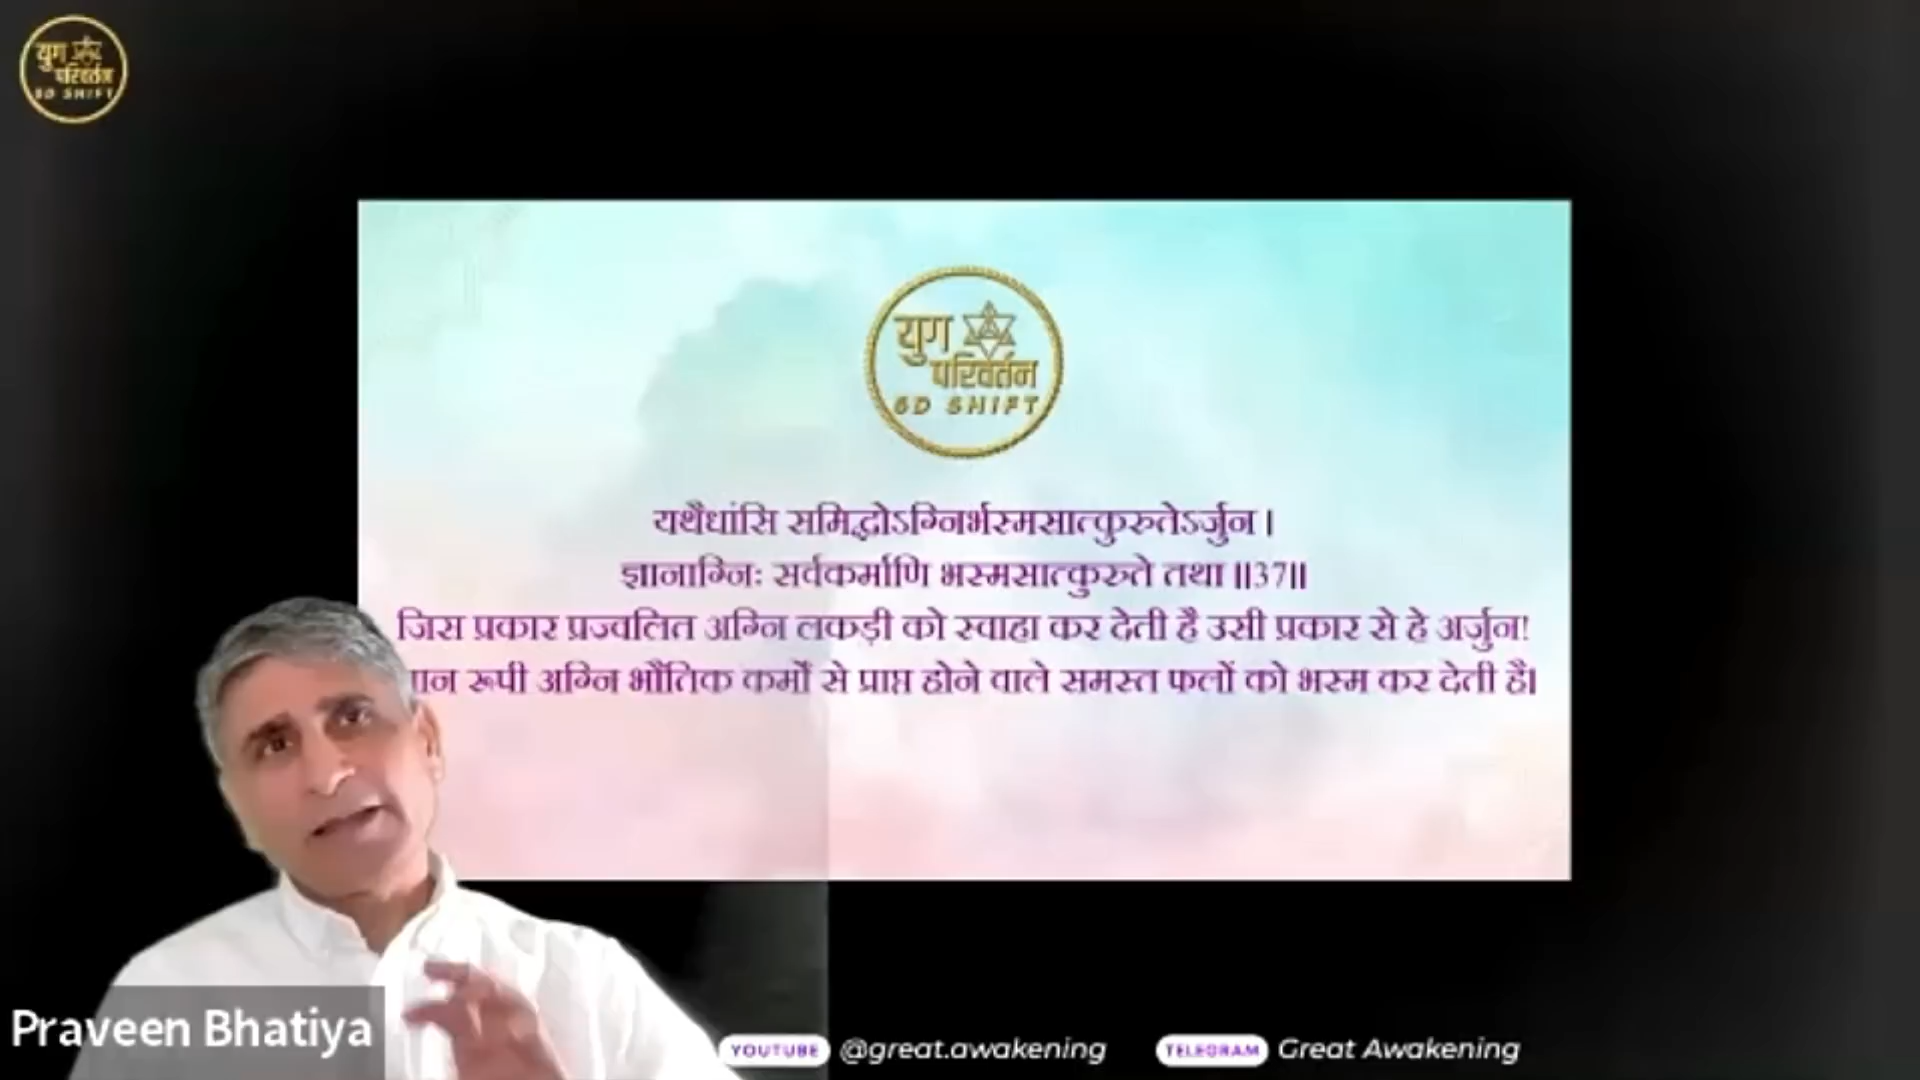 युग
परिवर्तन
5D SHIFT
युग
परिवर्तन
5D SHIFT
यथैधांसि समिद्धोऽग्निर्भस्मसात्कुरुतेऽर्जुन ।
ज्ञानाग्निः सर्वकर्माणि भस्मसात्कुरुते तथा ॥37॥
जिस प्रकार प्रज्वलित अग्नि लकड़ी को स्वाहा कर देती है उसी प्रकार से हे अर्जुन!
रूपी अग्नि भौतिक कर्मों से प्राप्त होने वाले समस्त फलों को भस्म कर देती है।
Praveen Bhatiya
YOUTUBE @great.awakening TELEGRAM Great Awakening